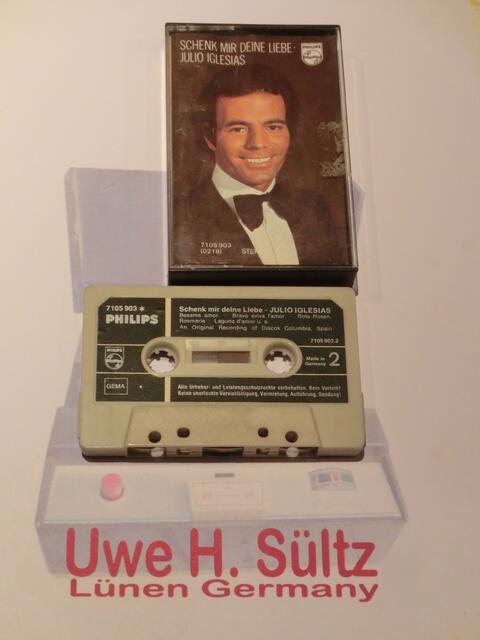 SCHENK MIR DEINE LIEBE -
JULIO IGLESIAS
PHILIPS
7105 903
(0219)
STE
7105 903 *
PHILIPS
Schenk mir deine Liebe - JULIO IGLESIAS
Besame amor · Bravo eviva l'amor · Rote Rosen,
Rosmarie · Laguna d'amor u. a.
An Original Recording of Discos Columbia, Spain
7105 903.2
Made in
Germany 2
GEMA
Alle Urheber- und Leistungsschutzrechte vorbehalten. Kein Verleih!
Keine unerlaubte Vervielfältigung, Vermietung, Aufführung, Sendung!
Uwe H. Sültz
Lünen Germany